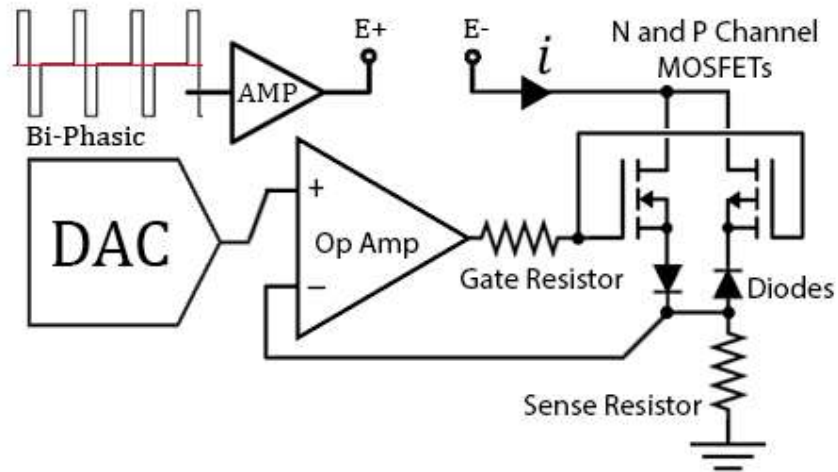 E+
E-
i
N and P Channel
MOSFETs
AMP
Bi-Phasic
DAC
+
Op Amp
−
Gate Resistor
Diodes
Sense Resistor